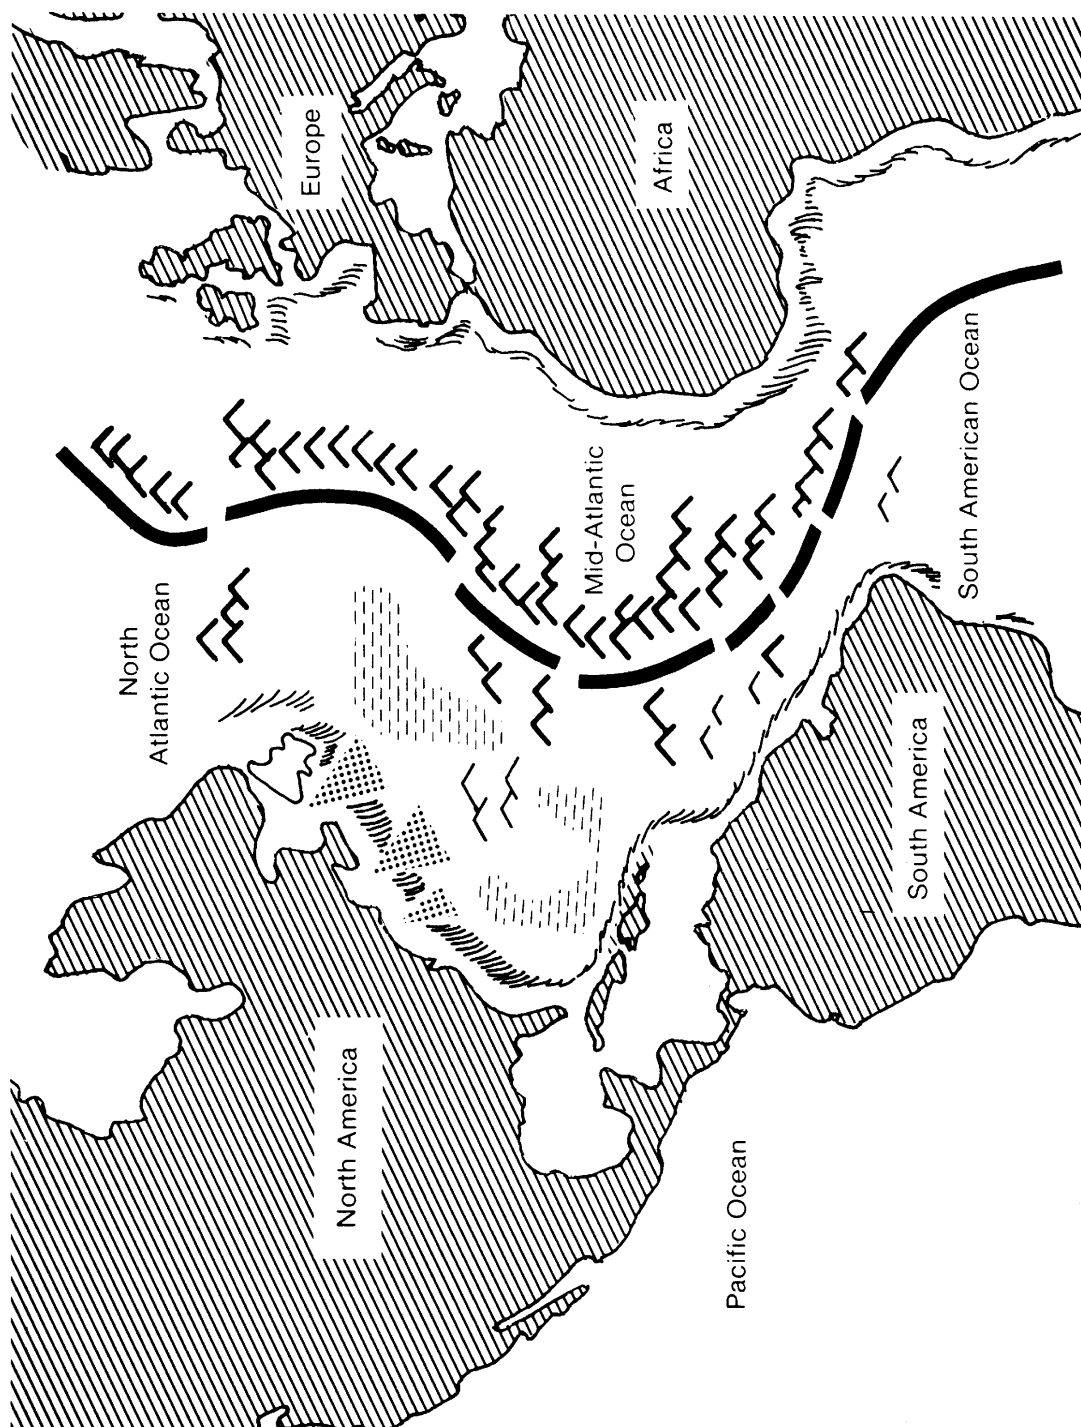 North
Atlantic Ocean
Europe
North America
Mid-Atlantic
Ocean
Africa
Pacific Ocean
South America
South American Ocean